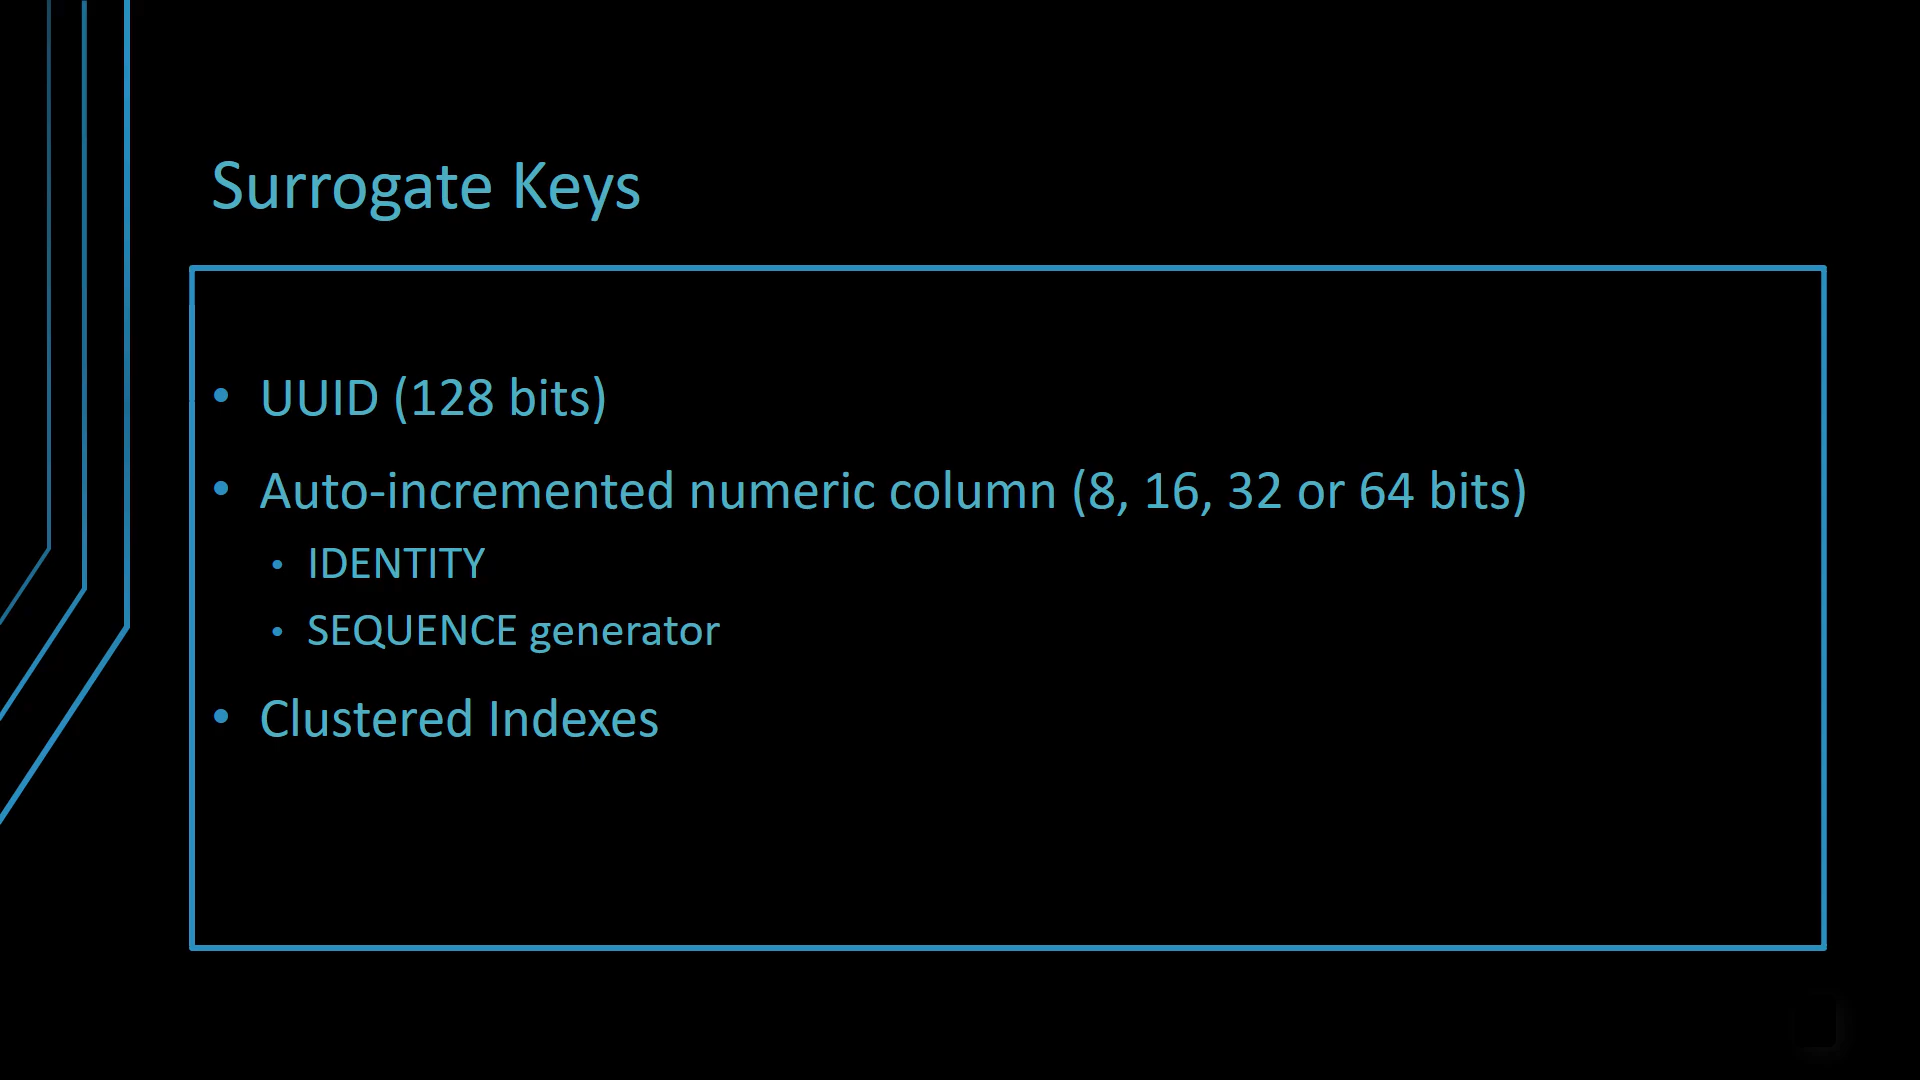 Surrogate Keys
• UUID (128 bits)
• Auto-incremented numeric column (8, 16, 32 or 64 bits)
• IDENTITY
• SEQUENCE generator
• Clustered Indexes